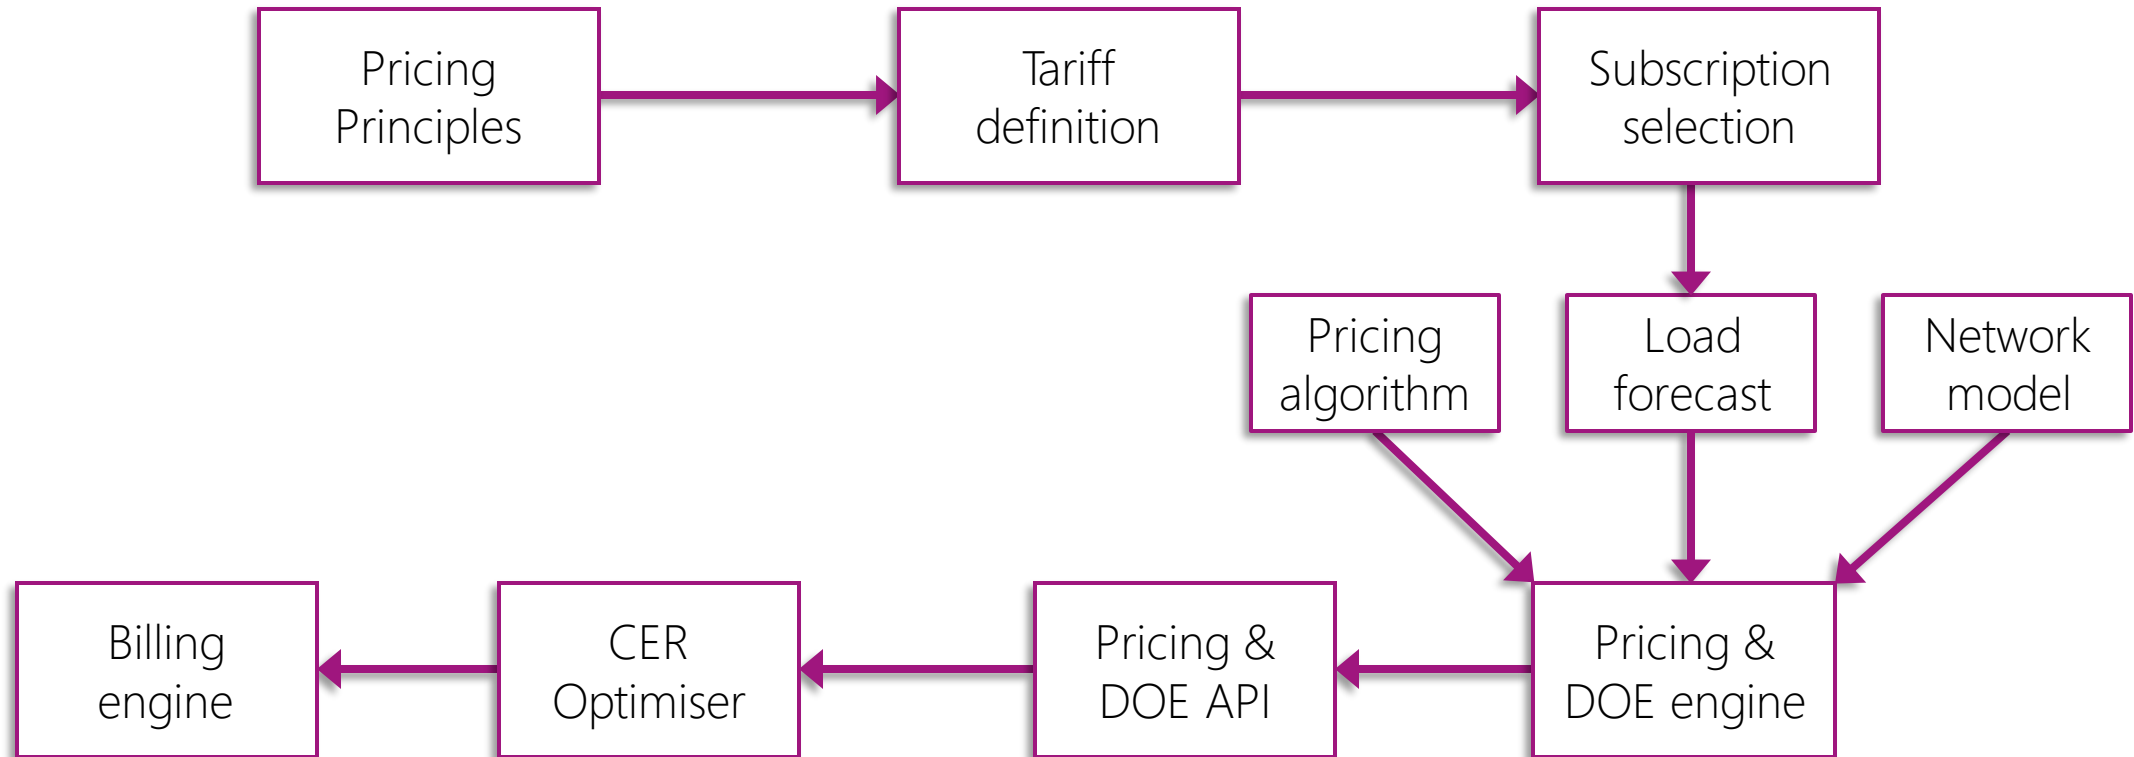 Pricing
Principles
Tariff
definition
Subscription
selection
Pricing
algorithm
Load
forecast
Network
model
Billing
engine
CER
Optimiser
Pricing &
DOE API
Pricing &
DOE engine